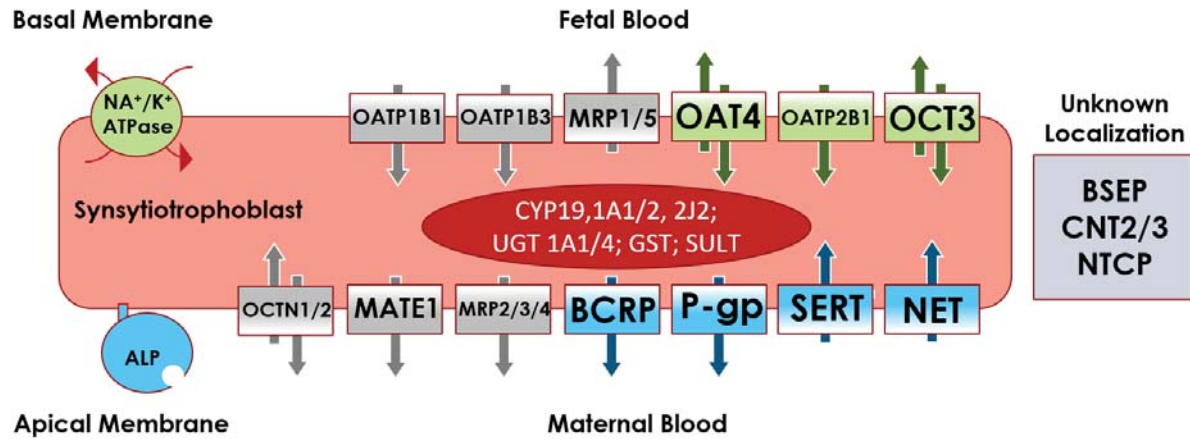 Basal Membrane
Fetal Blood
NA⁺/K⁺
ATPase
OATP1B1
OATP1B3
MRP1/5
OAT4
OATP2B1
OCT3
Unknown
Localization
BSEP
CNT2/3
NTCP
Synsytiotrophoblast
CYP19,1A1/2, 2J2;
UGT 1A1/4; GST; SULT
OCTN1/2
MATE1
MRP2/3/4
BCRP
P-gp
SERT
NET
ALP
Apical Membrane
Maternal Blood